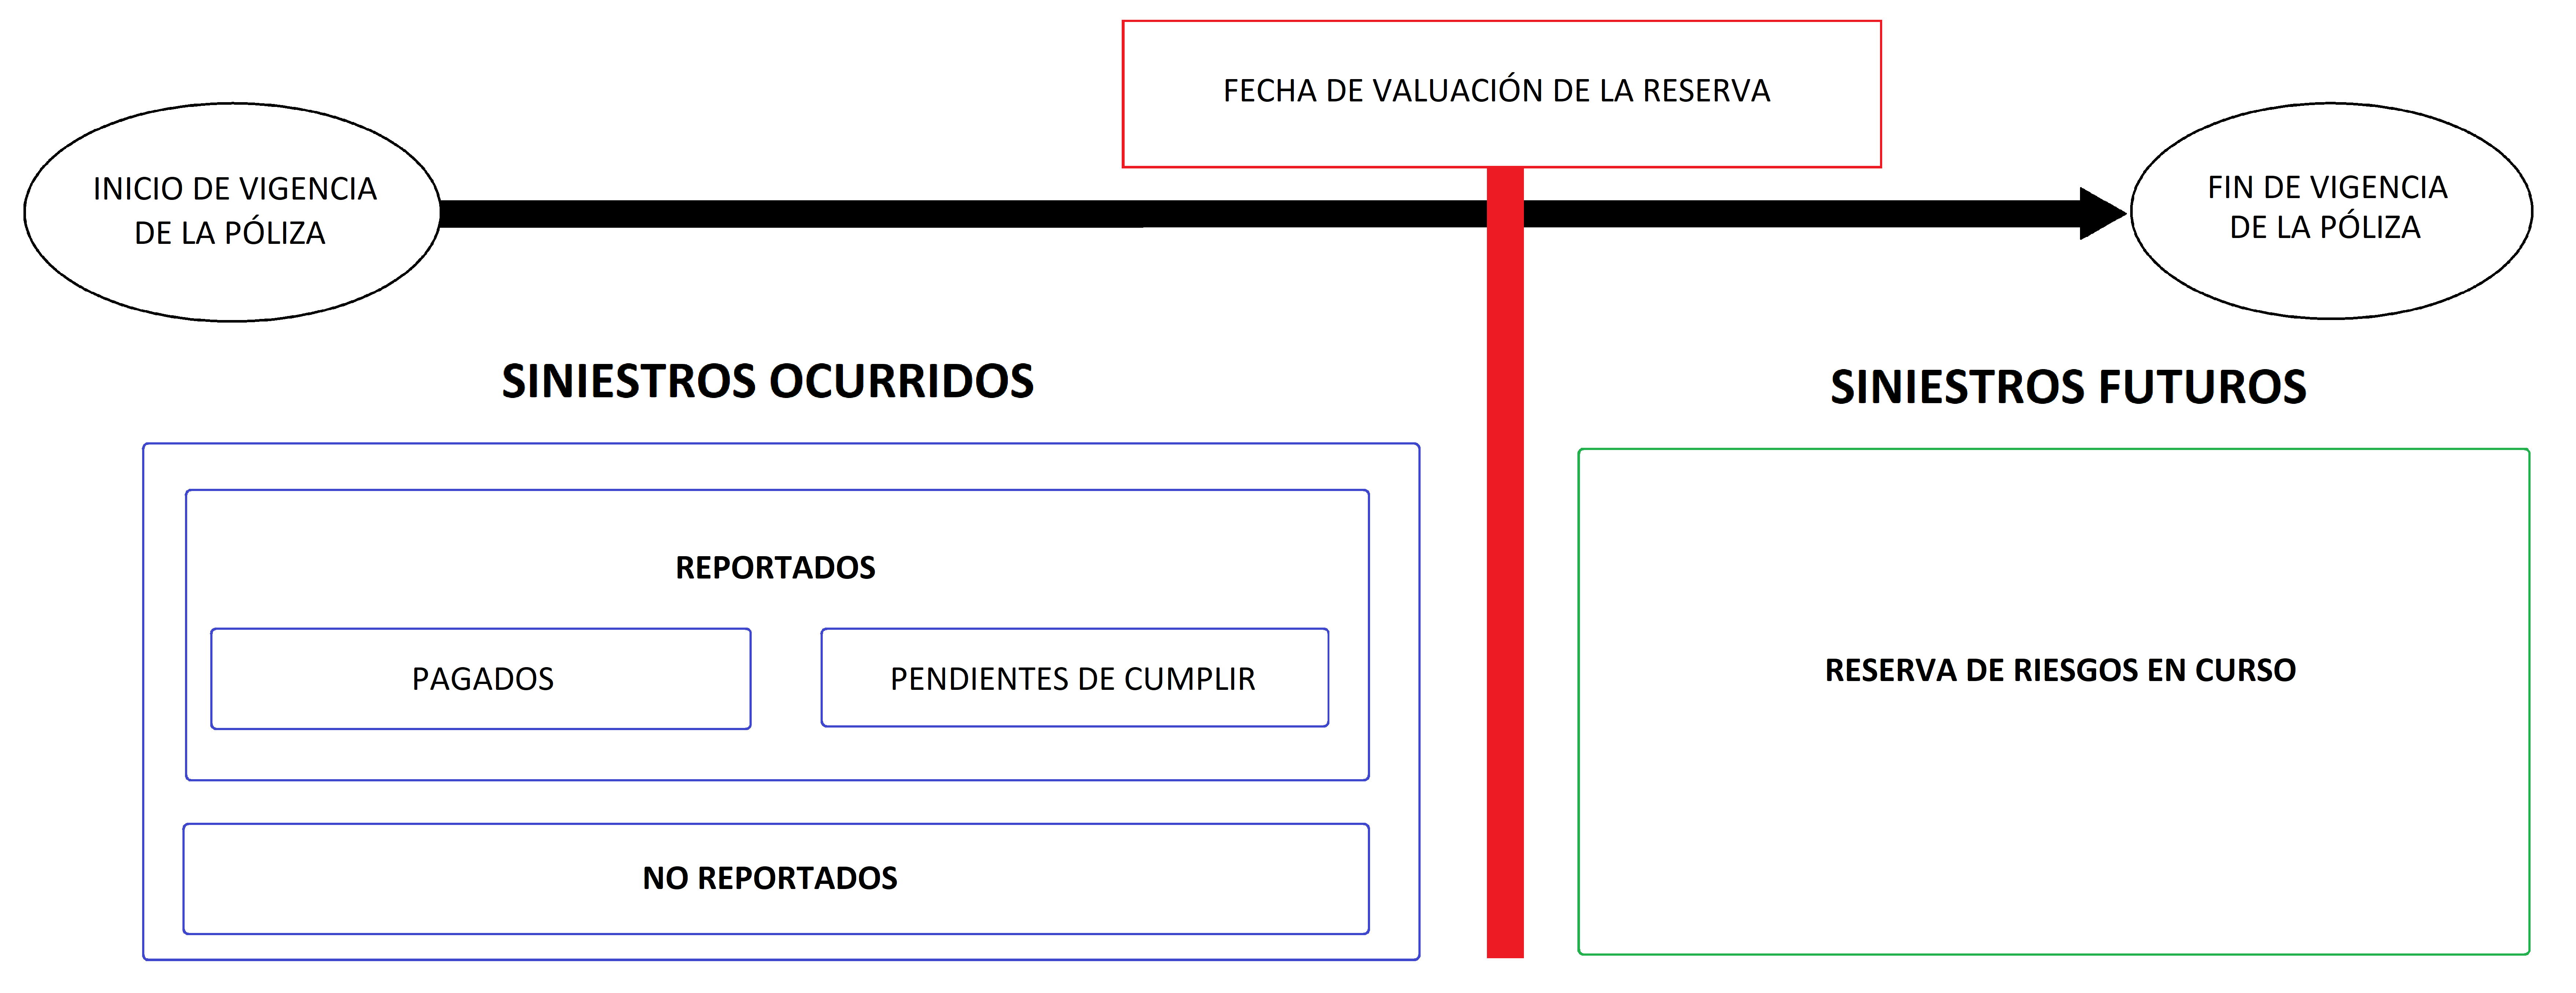 FECHA DE VALUACIÓN DE LA RESERVA
INICIO DE VIGENCIA
DE LA PÓLIZA
FIN DE VIGENCIA
DE LA PÓLIZA
SINIESTROS OCURRIDOS
SINIESTROS FUTUROS
REPORTADOS
PAGADOS
PENDIENTES DE CUMPLIR
NO REPORTADOS
RESERVA DE RIESGOS EN CURSO